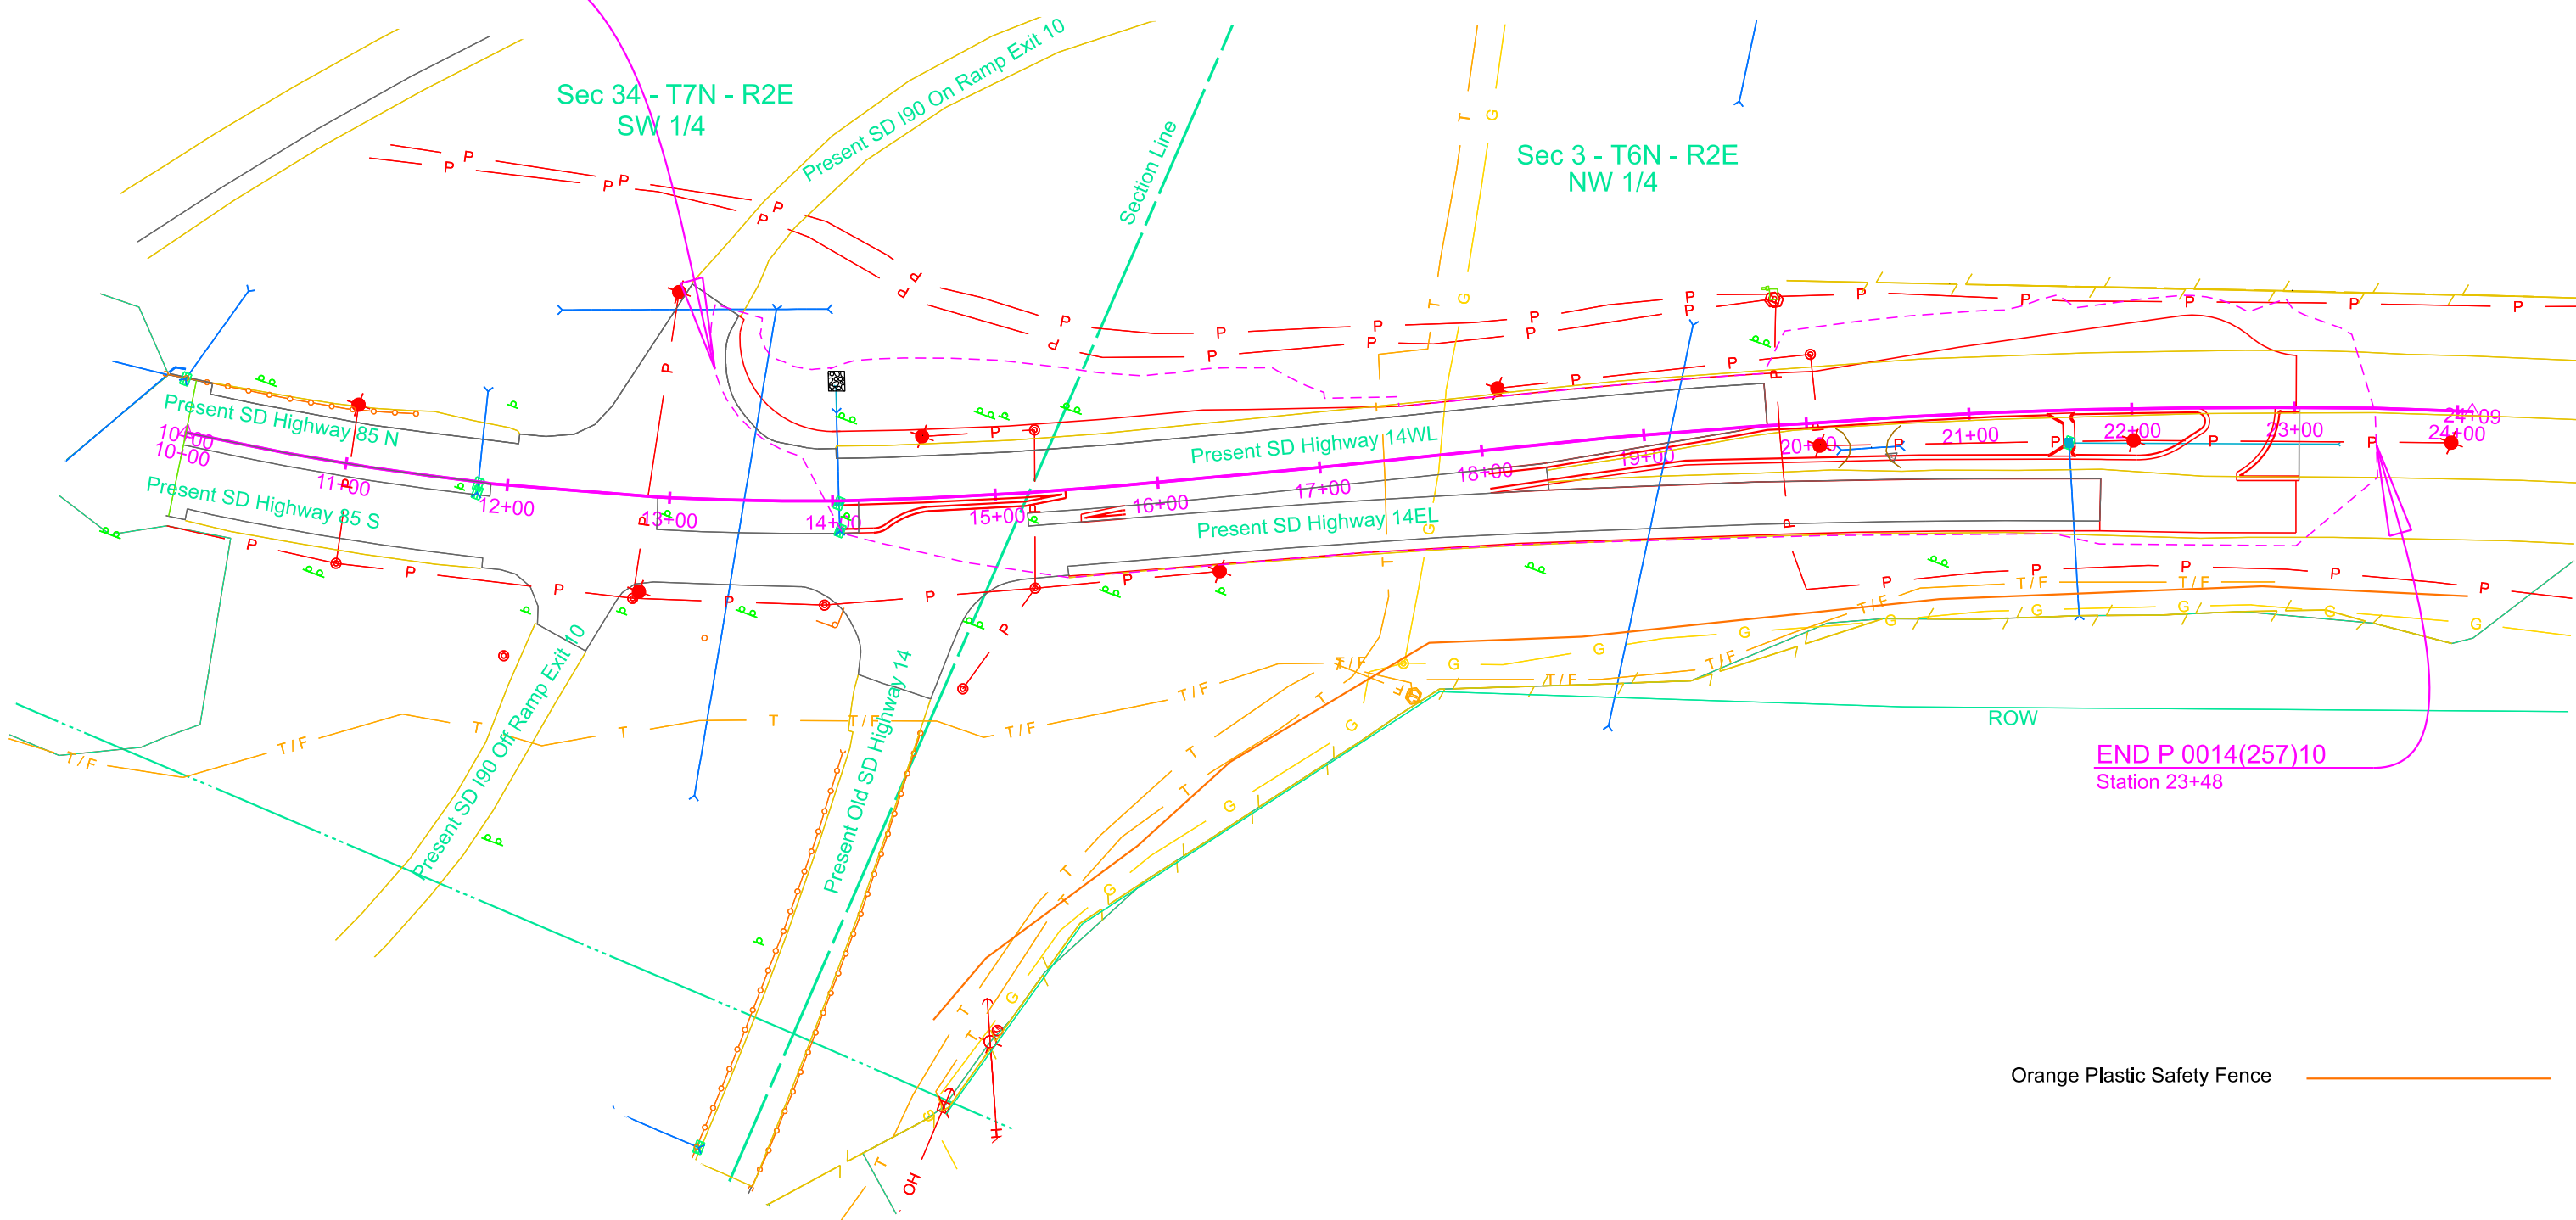 Sec 34 - T7N - R2E
SW 1/4
Present SD I90 On Ramp Exit 10
Section Line
Sec 3 - T6N - R2E
NW 1/4
Present SD Highway 85 N
10+00
10+00
Present SD Highway 85 S
11+00
12+00
13+00
14+00
15+00
16+00
17+00
18+00
19+00
20+00
21+00
22+00
23+00
24+09
24+00
Present SD Highway 14WL
Present SD Highway 14EL
Present SD I90 Off Ramp Exit 10
Present Old SD Highway 14
P
T
G
T/F
OH
ROW
END P 0014(257)10
Station 23+48
Orange Plastic Safety Fence